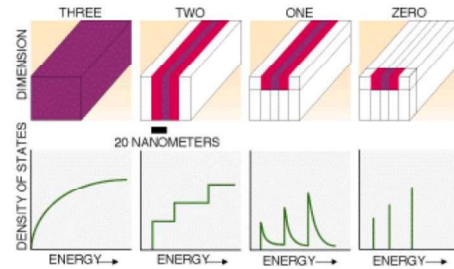 THREE TWO ONE ZERO
DIMENSION
20 NANOMETERS
DENSITY OF STATES
ENERGY ENERGY ENERGY ENERGY